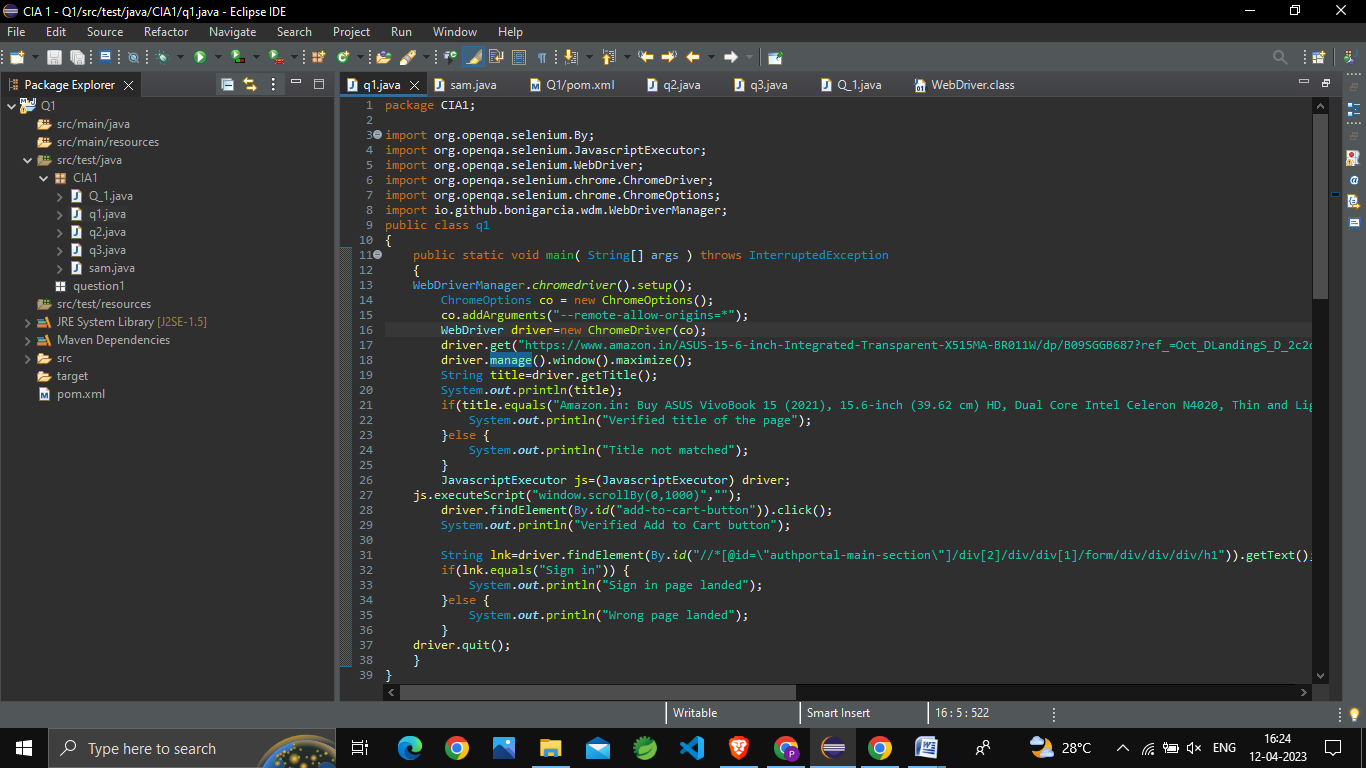 CIA 1 - Q1/src/test/java/CIA1/q1.java - Eclipse IDE
File Edit Source Refactor Navigate Search Project Run Window Help
Package Explorer
Q1
src/main/java
src/main/resources
src/test/java
CIA1
Q_1.java
q1.java
q2.java
q3.java
sam.java
question1
src/test/resources
JRE System Library [J2SE-1.5]
Maven Dependencies
src
target
pom.xml
q1.java sam.java Q1/pom.xml q2.java q3.java Q_1.java WebDriver.class
1 package CIA1;
2
3 import org.openqa.selenium.By;
4 import org.openqa.selenium.JavascriptExecutor;
5 import org.openqa.selenium.WebDriver;
6 import org.openqa.selenium.chrome.ChromeDriver;
7 import org.openqa.selenium.chrome.ChromeOptions;
8 import io.github.bonigarcia.wdm.WebDriverManager;
9 public class q1
10 {
11 public static void main( String[] args ) throws InterruptedException
12 {
13 WebDriverManager.chromedriver().setup();
14 ChromeOptions co = new ChromeOptions();
15 co.addArguments("--remote-allow-origins=*");
16 WebDriver driver=new ChromeDriver(co);
17 driver.get("https://www.amazon.in/ASUS-15-6-inch-Integrated-Transparent-X515MA-BR011W/dp/B09SGGB687?ref_=Oct_DLandingS_D_2c2c
18 driver.manage().window().maximize();
19 String title=driver.getTitle();
20 System.out.println(title);
21 if(title.equals("Amazon.in: Buy ASUS VivoBook 15 (2021), 15.6-inch (39.62 cm) HD, Dual Core Intel Celeron N4020, Thin and Lig
22 System.out.println("Verified title of the page");
23 }else {
24 System.out.println("Title not matched");
25 }
26 JavascriptExecutor js=(JavascriptExecutor) driver;
27 js.executeScript("window.scrollBy(0,1000)","");
28 driver.findElement(By.id("add-to-cart-button")).click();
29 System.out.println("Verified Add to Cart button");
30
31 String lnk=driver.findElement(By.id("//*[@id=\"authportal-main-section\"]/div[2]/div/div[1]/form/div/div/div/h1")).getText();
32 if(lnk.equals("Sign in")) {
33 System.out.println("Sign in page landed");
34 }else {
35 System.out.println("Wrong page landed");
36 }
37 driver.quit();
38 }
39 }
Writable Smart Insert 16 : 5 : 522
Type here to search
28°C ENG
16:24
12-04-2023